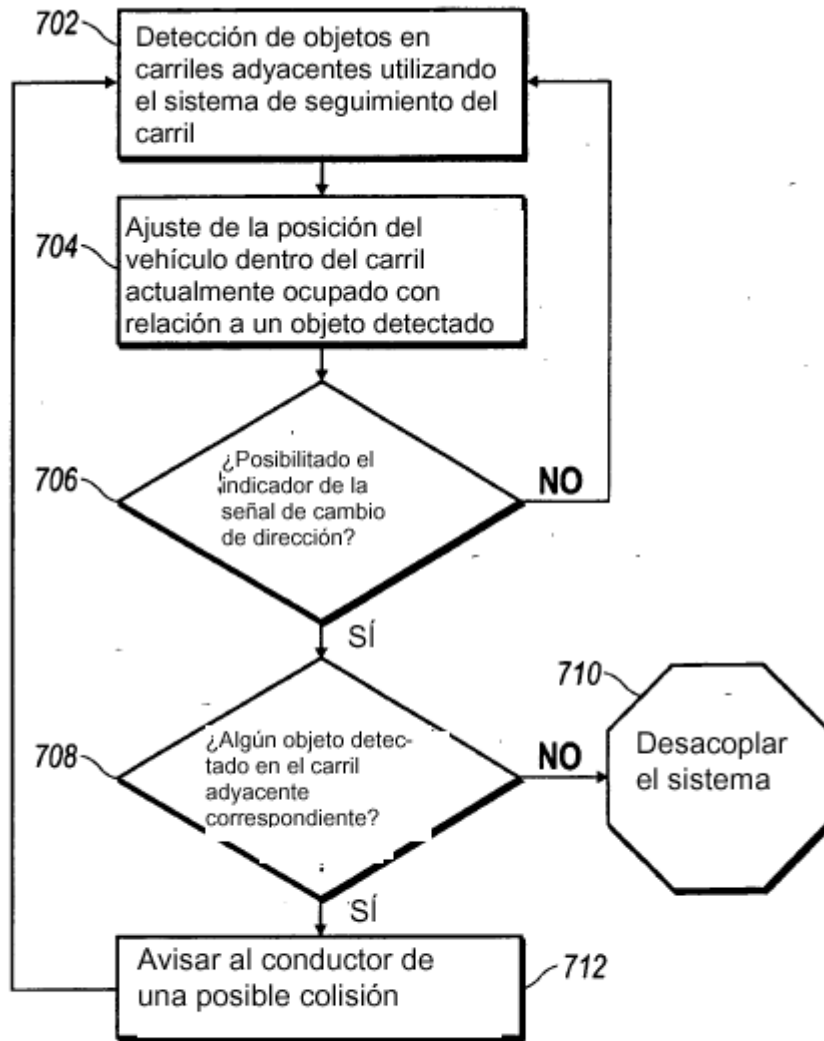 702
Detección de objetos en
carriles adyacentes utilizando
el sistema de seguimiento del
carril
704
Ajuste de la posición del
vehículo dentro del carril
actualmente ocupado con
relación a un objeto detectado
706
¿Posibilitado el
indicador de la
señal de cambio
de dirección?
NO
SÍ
708
¿Algún objeto detec-
tado en el carril
adyacente
correspondiente?
NO
710
Desacoplar
el sistema
SÍ
Avisar al conductor de
una posible colisión
712